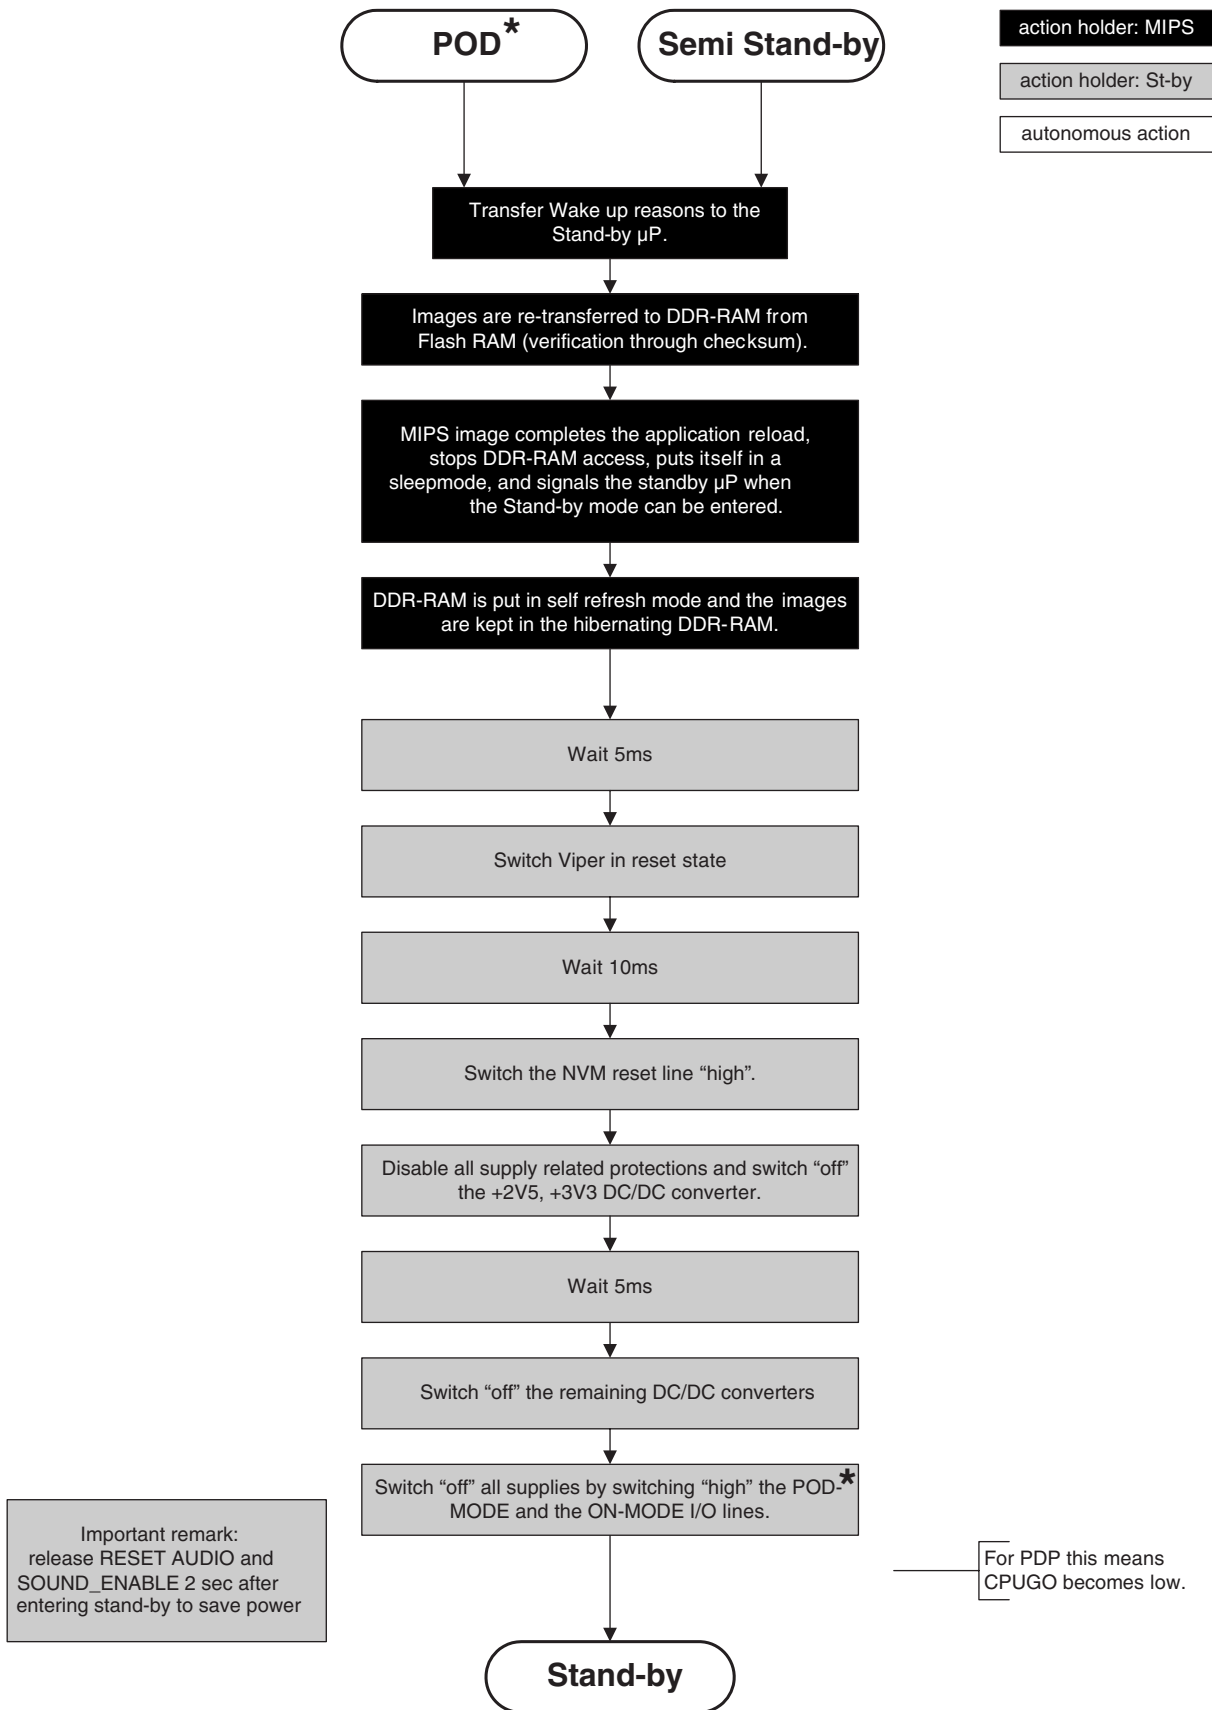 POD*
Semi Stand-by
action holder: MIPS
action holder: St-by
autonomous action
Transfer Wake up reasons to the
Stand-by µP.
Images are re-transferred to DDR-RAM from
Flash RAM (verification through checksum).
MIPS image completes the application reload,
stops DDR-RAM access, puts itself in a
sleepmode, and signals the standby µP when
the Stand-by mode can be entered.
DDR-RAM is put in self refresh mode and the images
are kept in the hibernating DDR-RAM.
Wait 5ms
Switch Viper in reset state
Wait 10ms
Switch the NVM reset line “high”.
Disable all supply related protections and switch “off”
the +2V5, +3V3 DC/DC converter.
Wait 5ms
Switch “off” the remaining DC/DC converters
Switch “off” all supplies by switching “high” the POD-*
MODE and the ON-MODE I/O lines.
Important remark:
release RESET AUDIO and
SOUND_ENABLE 2 sec after
entering stand-by to save power
For PDP this means
CPUGO becomes low.
Stand-by